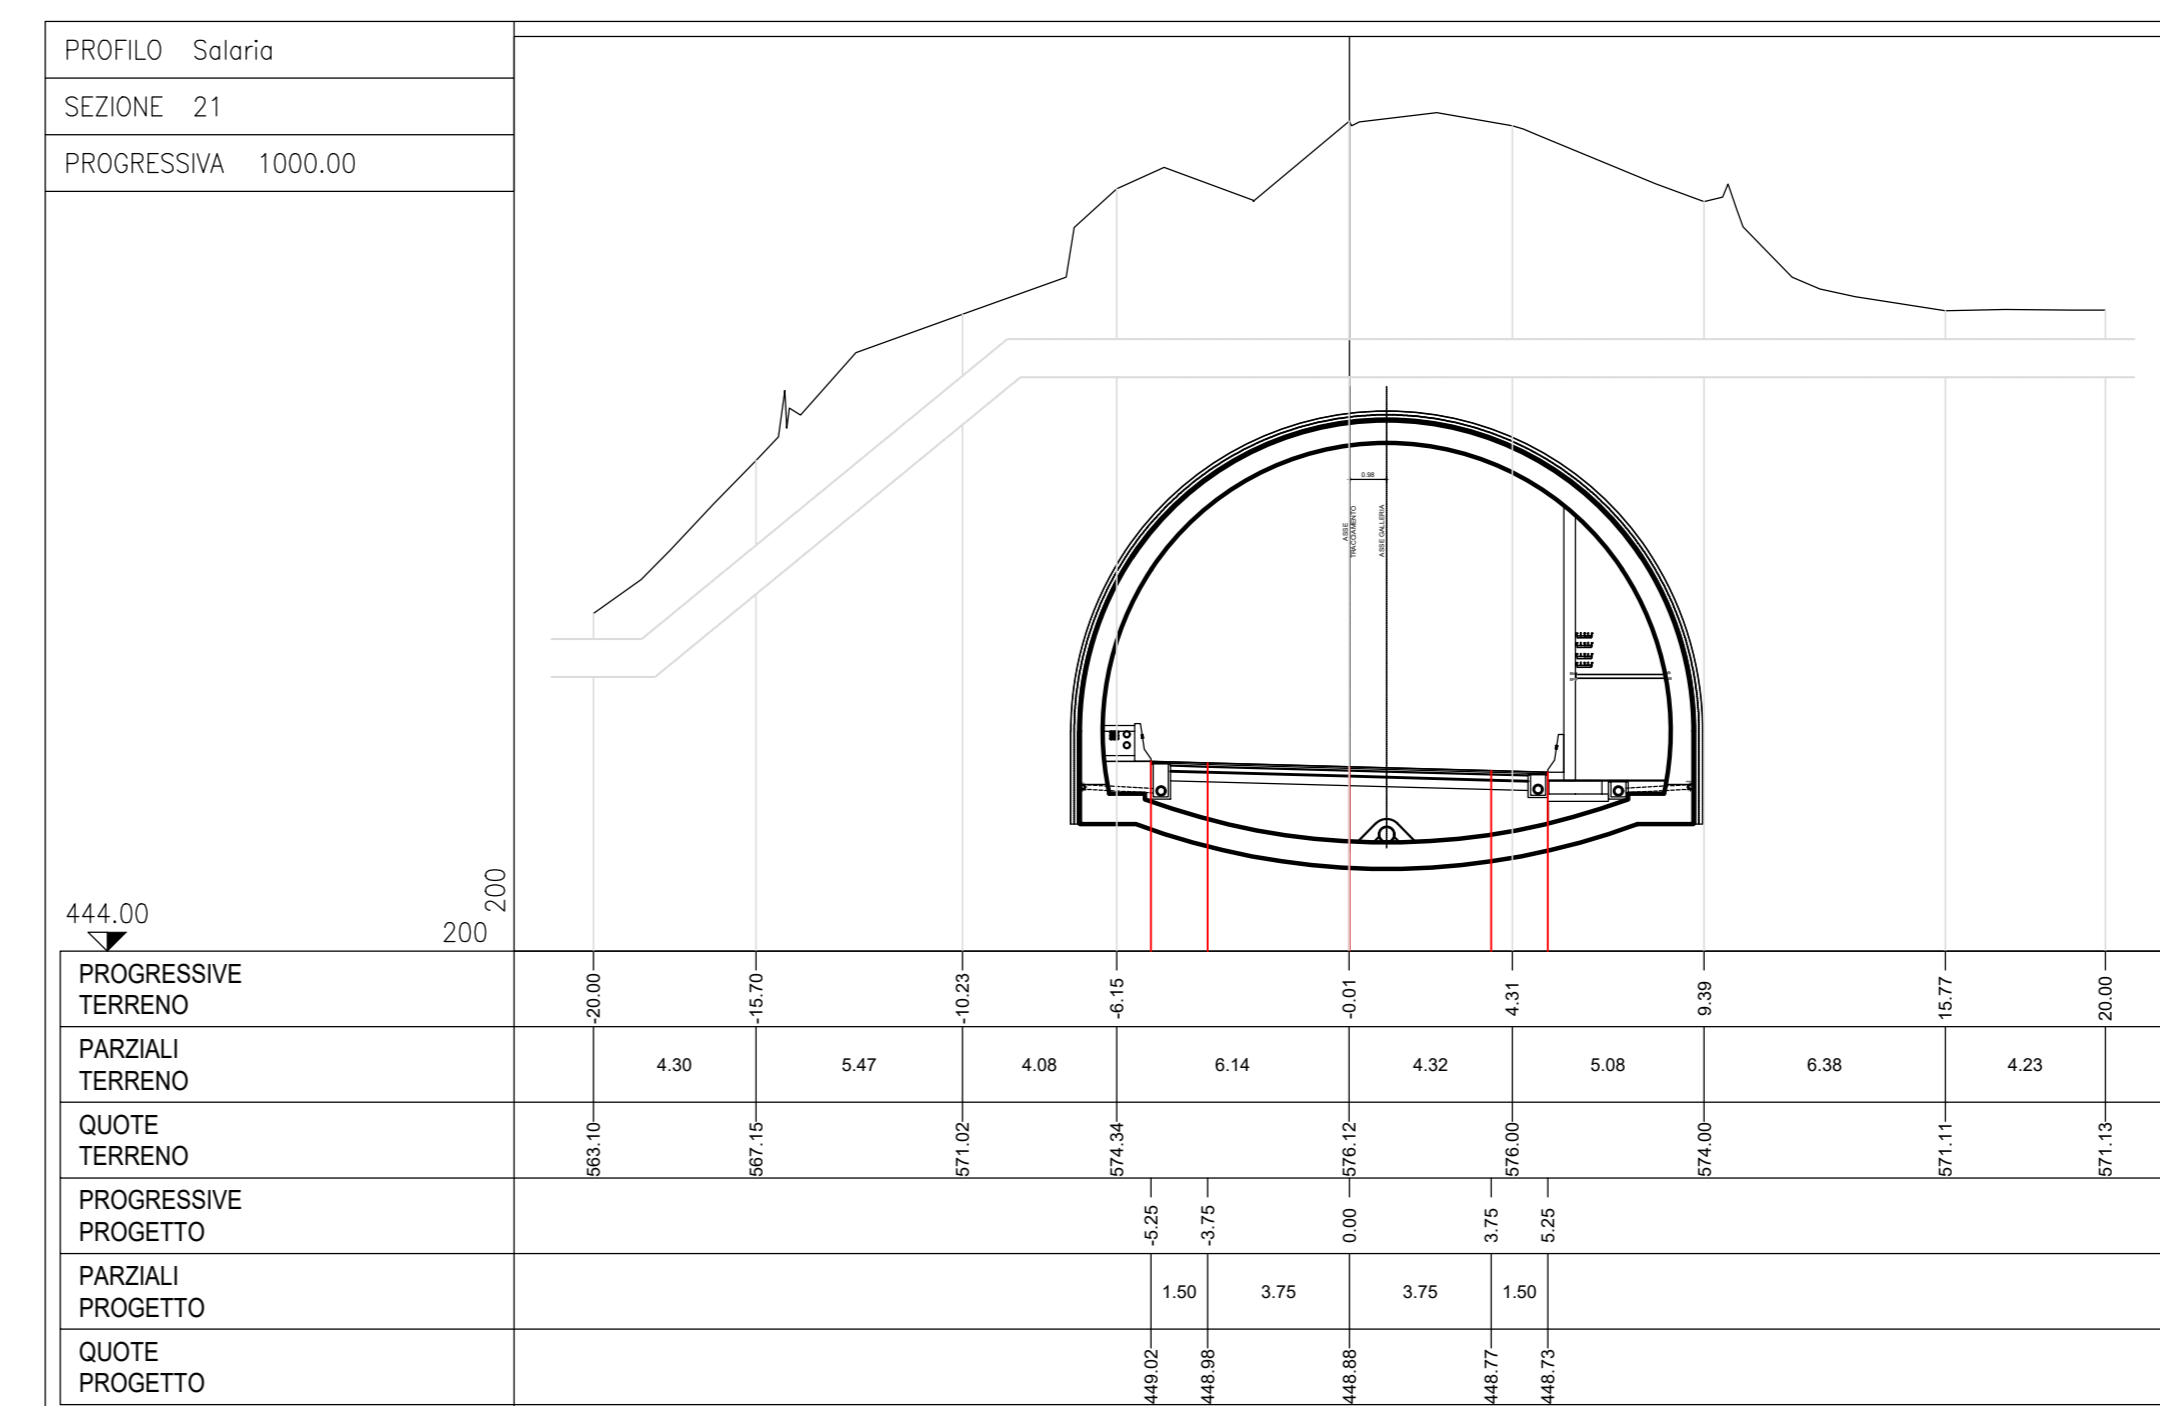 PROFILO Salaria
SEZIONE 21
PROGRESSIVA 1000.00
0.98
ASSE
TRACCIAMENTO
ASSE GALLERIA
444.00
200
200
PROGRESSIVE
TERRENO
-20.00 -15.70 -10.23 -6.15 -0.01 4.31 9.39 15.77 20.00
PARZIALI
TERRENO
4.30 5.47 4.08 6.14 4.32 5.08 6.38 4.23
QUOTE
TERRENO
563.10 567.15 571.02 574.34 576.12 576.00 574.00 571.11 571.13
PROGRESSIVE
PROGETTO
-5.25 -3.75 0.00 3.75 5.25
PARZIALI
PROGETTO
1.50 3.75 3.75 1.50
QUOTE
PROGETTO
449.02 448.98 448.88 448.77 448.73